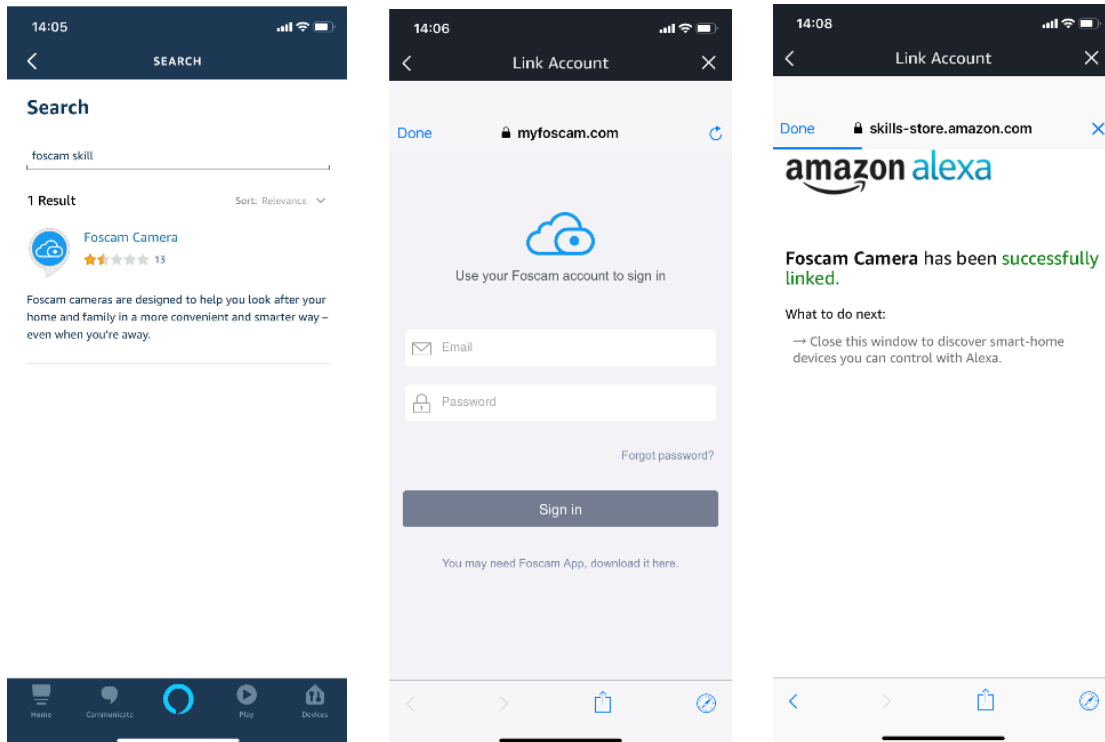 14:05
SEARCH
Search
foscam skill
1 Result
Sort: Relevance
Foscam Camera
13
Foscam cameras are designed to help you look after your
home and family in a more convenient and smarter way –
even when you're away.
Home
Communicate
Play
Devices
14:06
Link Account
Done
myfoscam.com
Use your Foscam account to sign in
Email
Password
Forgot password?
Sign in
You may need Foscam App, download it here.
14:08
Link Account
Done
skills-store.amazon.com
amazon alexa
Foscam Camera has been successfully
linked.
What to do next:
→ Close this window to discover smart-home
devices you can control with Alexa.